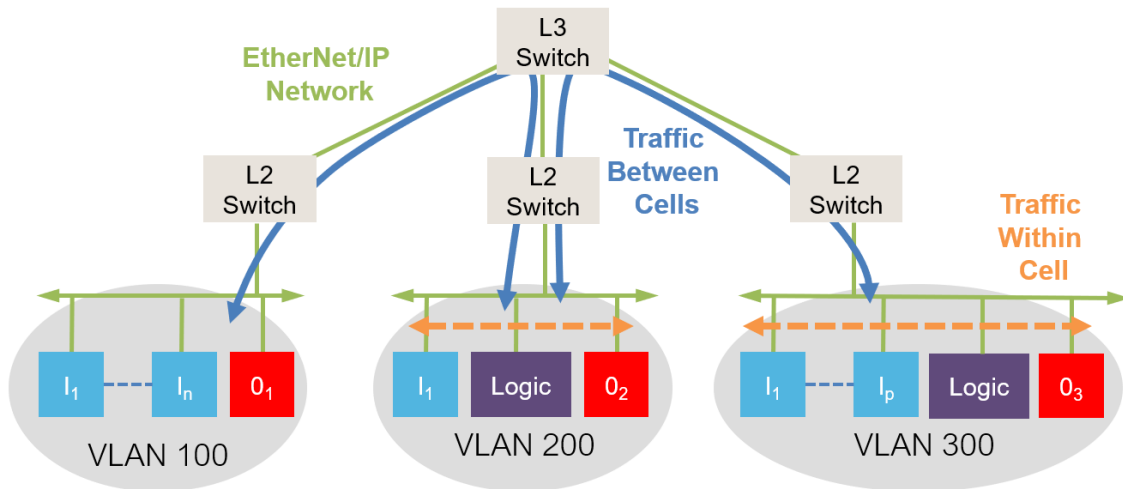 L3
Switch
EtherNet/IP
Network
Traffic
Between
Cells
L2
Switch
L2
Switch
L2
Switch
Traffic
Within
Cell
I₁
Iₙ
0₁
I₁
Logic
0₂
I₁
Iₚ
Logic
0₃
VLAN 100
VLAN 200
VLAN 300